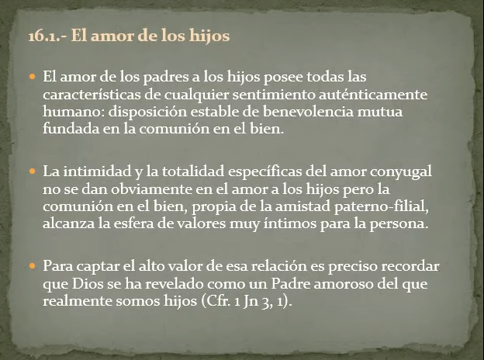 16.1.- El amor de los hijos
• El amor de los padres a los hijos posee todas las
características de cualquier sentimiento auténticamente
humano: disposición estable de benevolencia mutua
fundada en la comunión en el bien.
• La intimidad y la totalidad específicas del amor conyugal
no se dan obviamente en el amor a los hijos pero la
comunión en el bien, propia de la amistad paterno-filial,
alcanza la esfera de valores muy íntimos para la persona.
• Para captar el alto valor de esa relación es preciso recordar
que Dios se ha revelado como un Padre amoroso del que
realmente somos hijos (Cfr. 1 Jn 3, 1).